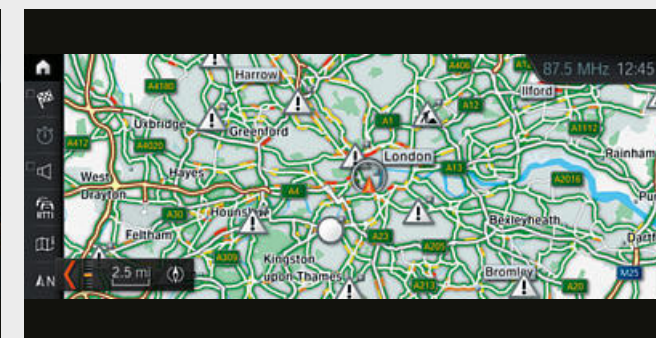 87.5 MHz 12:45
A406
Harrow
A4180
Ilford
A12
A1
Uxbridge
Greenford
A1112
A412
A4020
London
Rainham
West
Drayton
Hayes
A4
A13
A2016
A30
Hounslow
Bexleyheath
Feltham
A23
A205
A309
Kingston
upon Thames
Bromley
M25
A213
A20
2.5 mi
RTTI
N